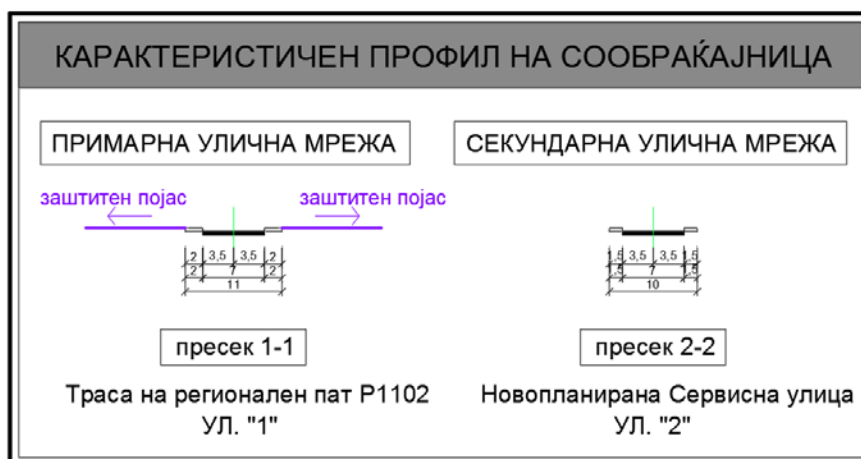 КАРАКТЕРИСТИЧЕН ПРОФИЛ НА СООБРАЌАЈНИЦА
ПРИМАРНА УЛИЧНА МРЕЖА
заштитен појас
заштитен појас
2 3,5 3,5 2
2 7 2
11
пресек 1-1
Траса на регионален пат Р1102
УЛ. "1"
СЕКУНДАРНА УЛИЧНА МРЕЖА
1,5 3,5 3,5 1,5
1,5 7 1,5
10
пресек 2-2
Новопланирана Сервисна улица
УЛ. "2"